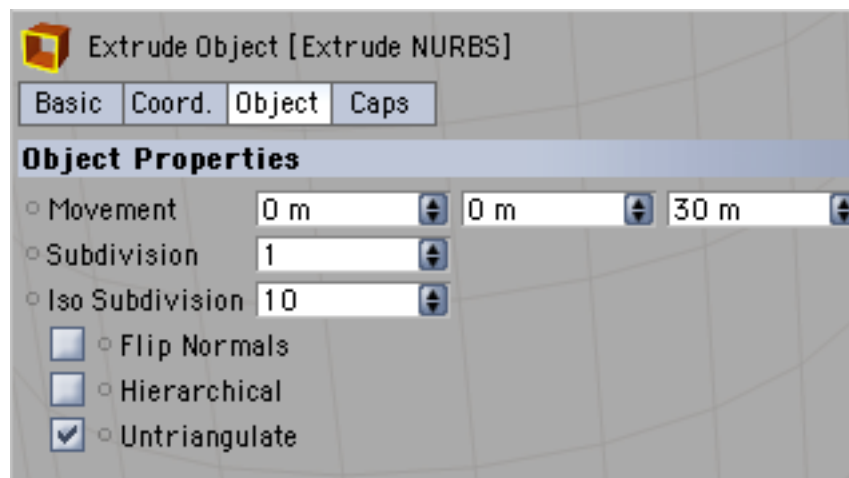 Extrude Object [Extrude NURBS]
Basic Coord. Object Caps
Object Properties
Movement 0 m 0 m 30 m
Subdivision 1
Iso Subdivision 10
Flip Normals
Hierarchical
Untriangulate